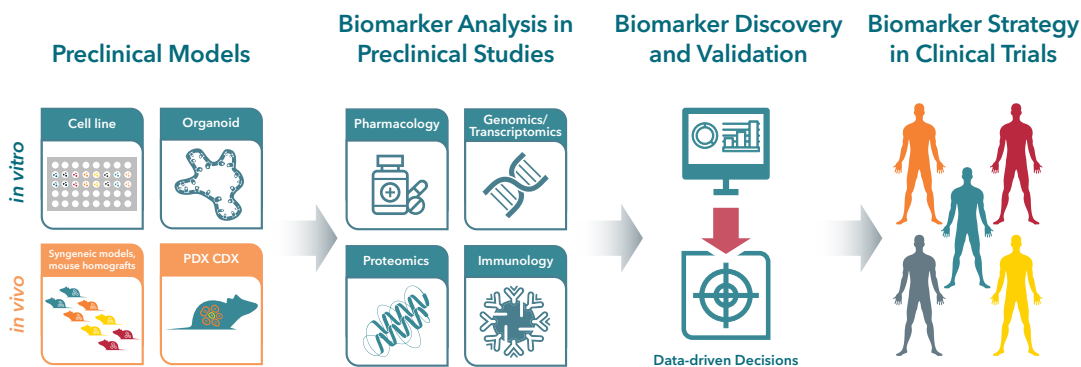 Preclinical Models
Biomarker Analysis in
Preclinical Studies
Biomarker Discovery
and Validation
Biomarker Strategy
in Clinical Trials
in vitro
Cell line
Organoid
Pharmacology
Genomics/
Transcriptomics
in vivo
Syngeneic models,
mouse homografts
PDX CDX
Proteomics
Immunology
Data-driven Decisions